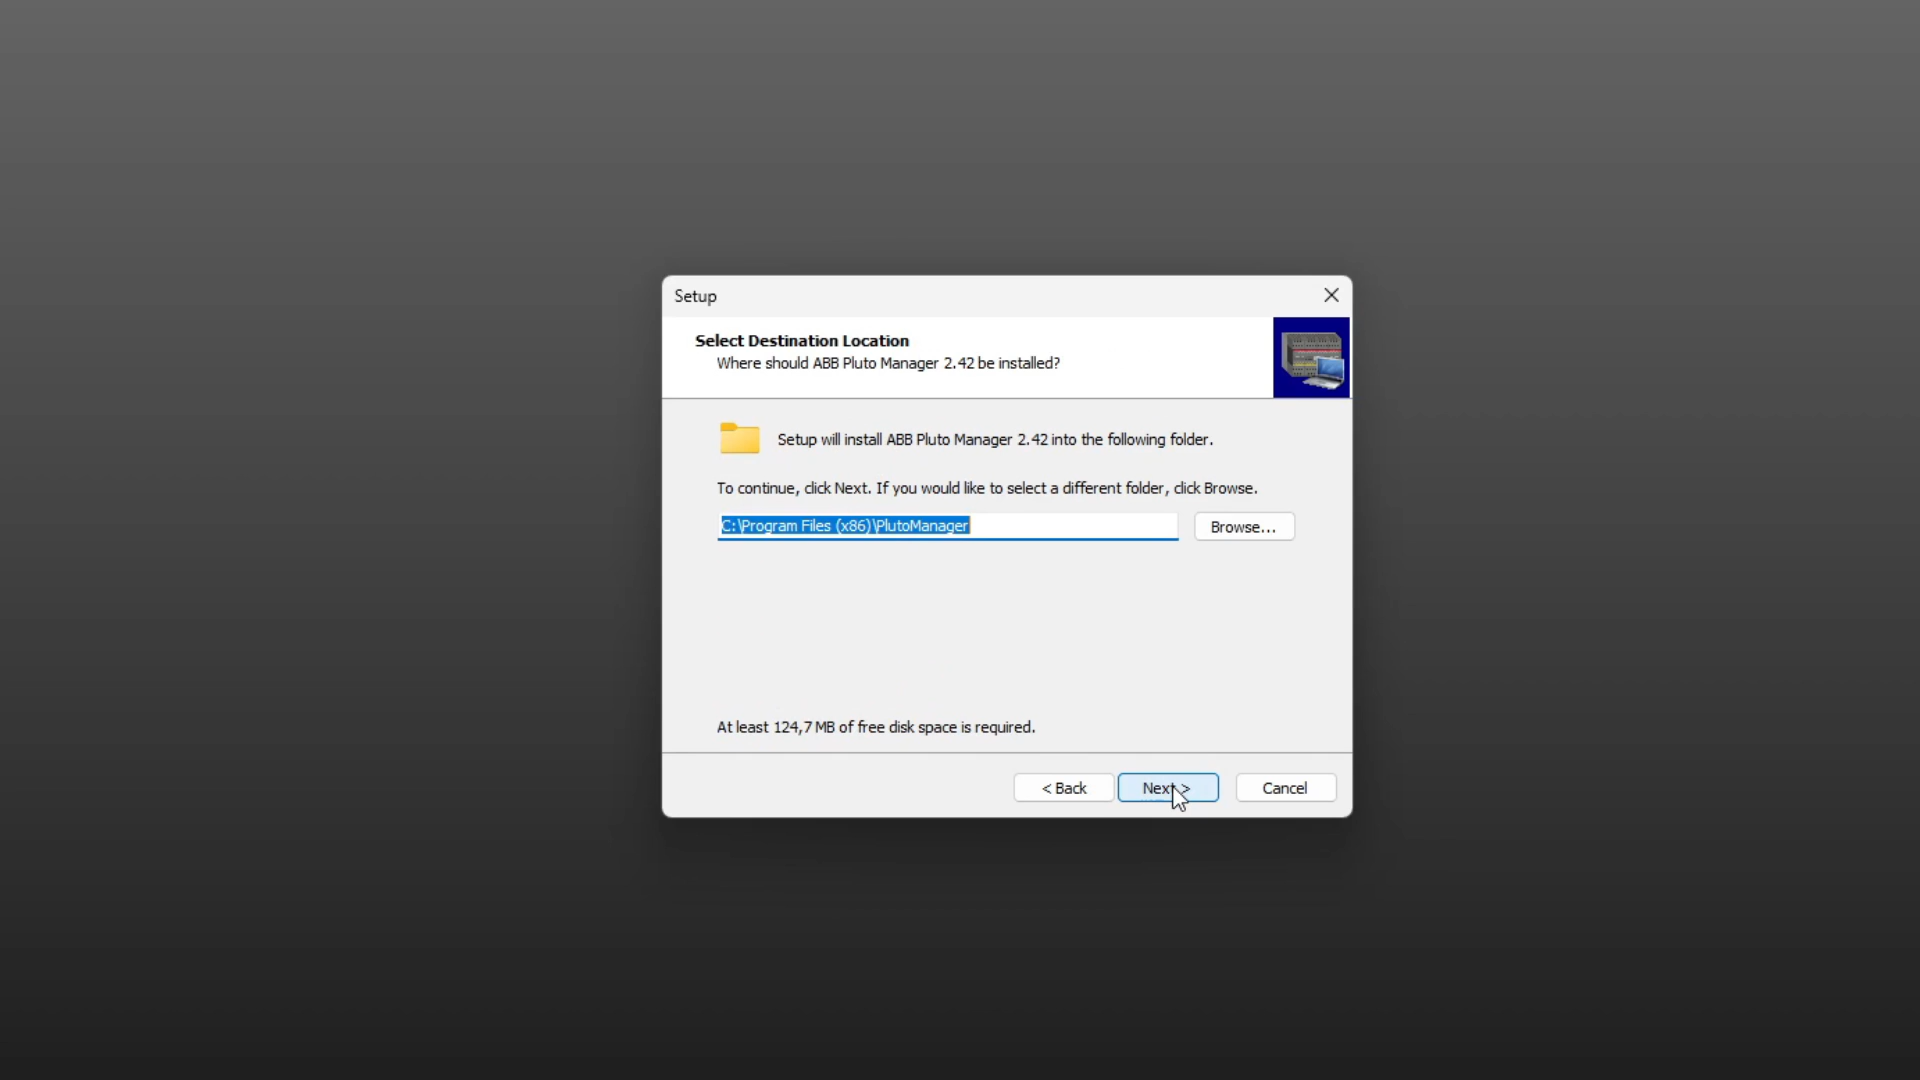 Setup
Select Destination Location
Where should ABB Pluto Manager 2.42 be installed?
Setup will install ABB Pluto Manager 2.42 into the following folder.
To continue, click Next. If you would like to select a different folder, click Browse.
C:\Program Files (x86)\PlutoManager
Browse...
At least 124,7 MB of free disk space is required.
< Back
Next >
Cancel